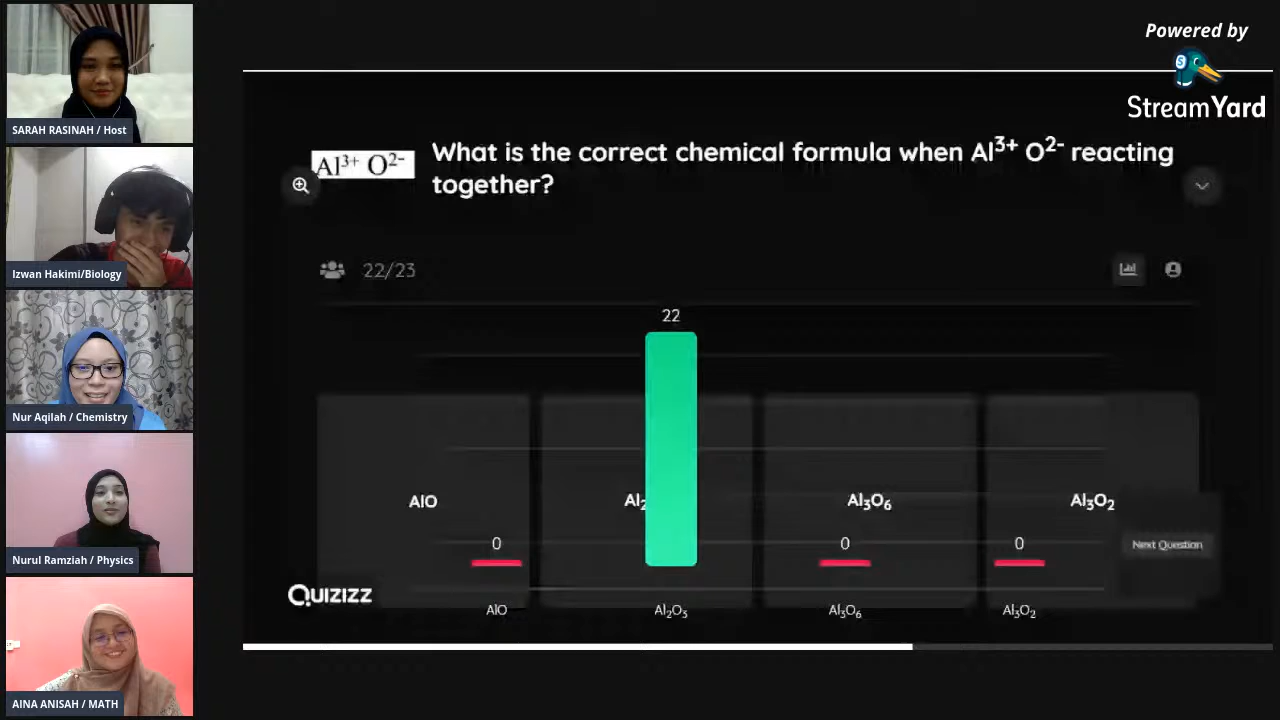 Powered by
S
StreamYard
SARAH RASINAH / Host
Izwan Hakimi/Biology
Nur Aqilah / Chemistry
Nurul Ramziah / Physics
AINA ANISAH / MATH
Al³⁺ O²⁻
What is the correct chemical formula when Al³⁺ O²⁻ reacting
together?
22/23
22
AlO
Al₂
Al₃O₆
Al₃O₂
0
0
0
Next Question
AlO
Al₂O₃
Al₃O₆
Al₃O₂
Quizizz